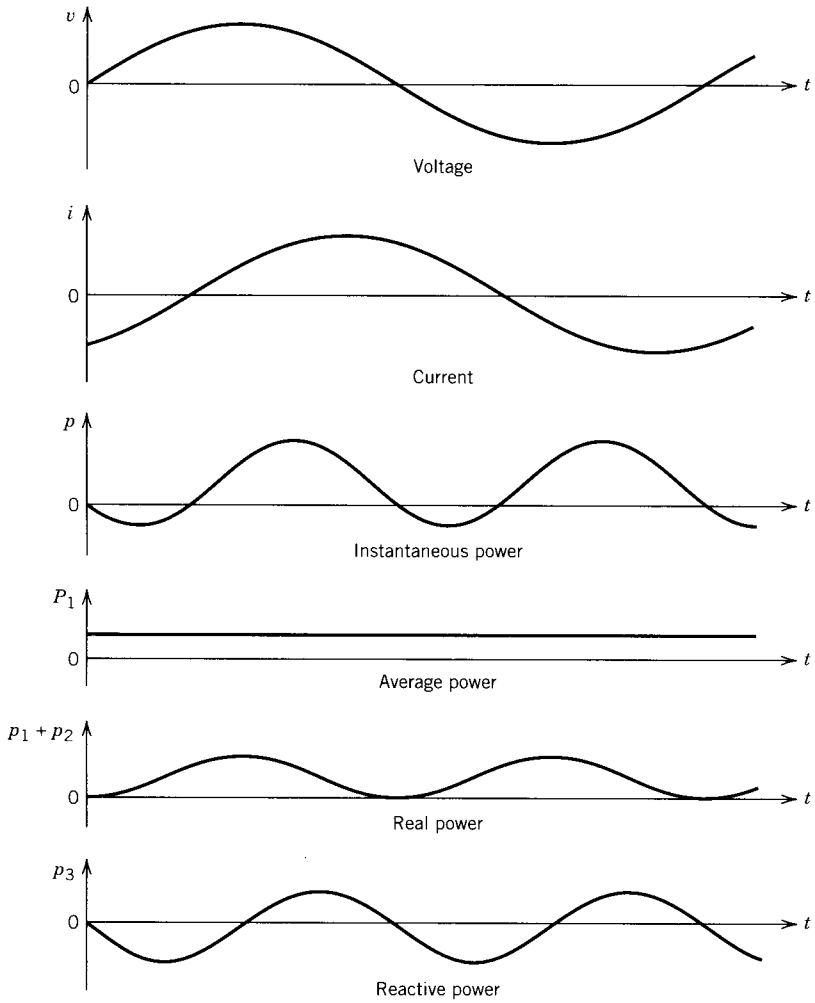 v
0
t
Voltage
i
0
t
Current
p
0
t
Instantaneous power
P₁
0
t
Average power
p₁ + p₂
0
t
Real power
p₃
0
t
Reactive power